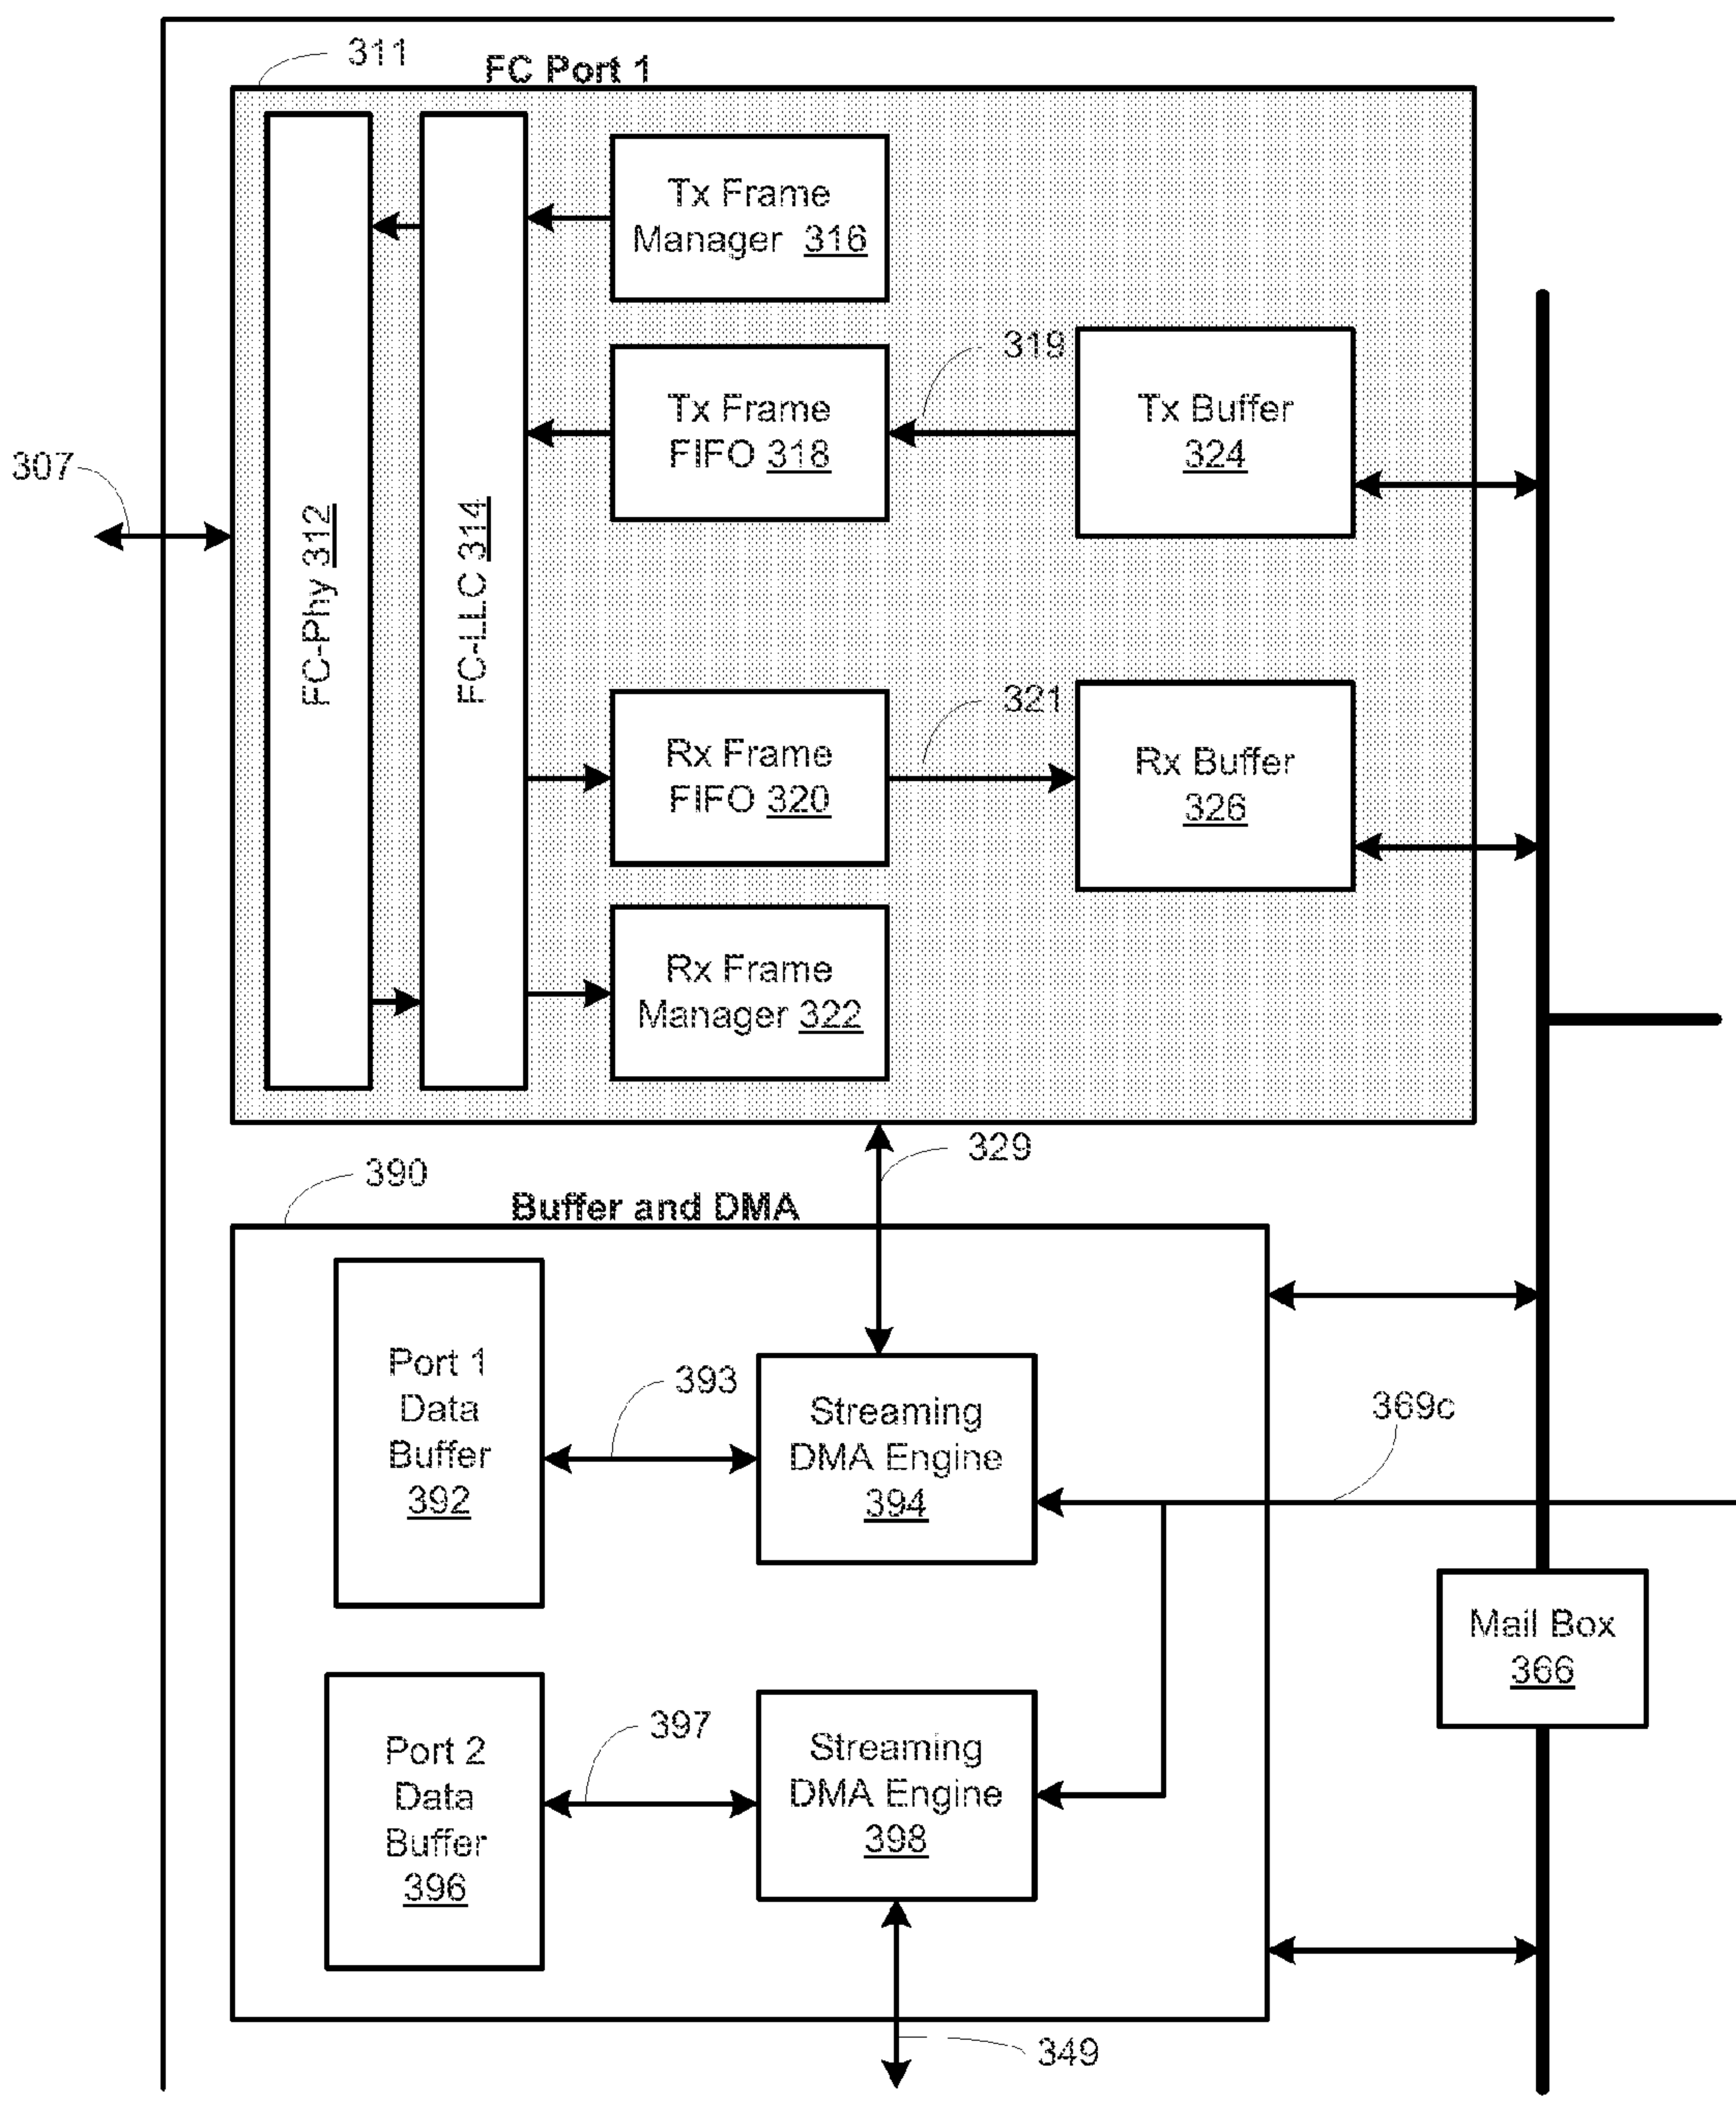 311
FC Port 1
Tx Frame
Manager 316
319
Tx Frame
FIFO 318
Tx Buffer
324
307
FC-Phy 312
FC-LLC 314
321
Rx Frame
FIFO 320
Rx Buffer
326
Rx Frame
Manager 322
329
390
Buffer and DMA
Port 1
Data
Buffer
392
393
Streaming
DMA Engine
394
369c
Mail Box
366
Port 2
Data
Buffer
396
397
Streaming
DMA Engine
398
349